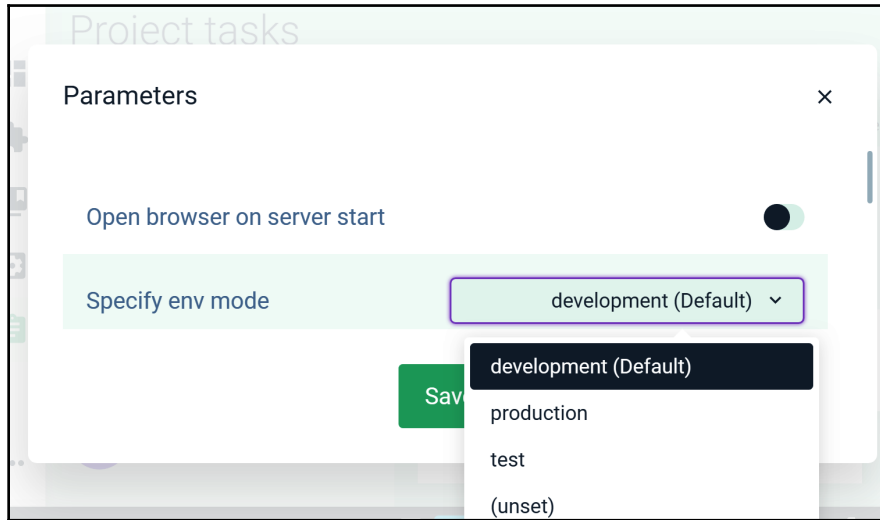 Project tasks
Parameters
Open browser on server start
Specify env mode
development (Default)
development (Default)
production
test
(unset)